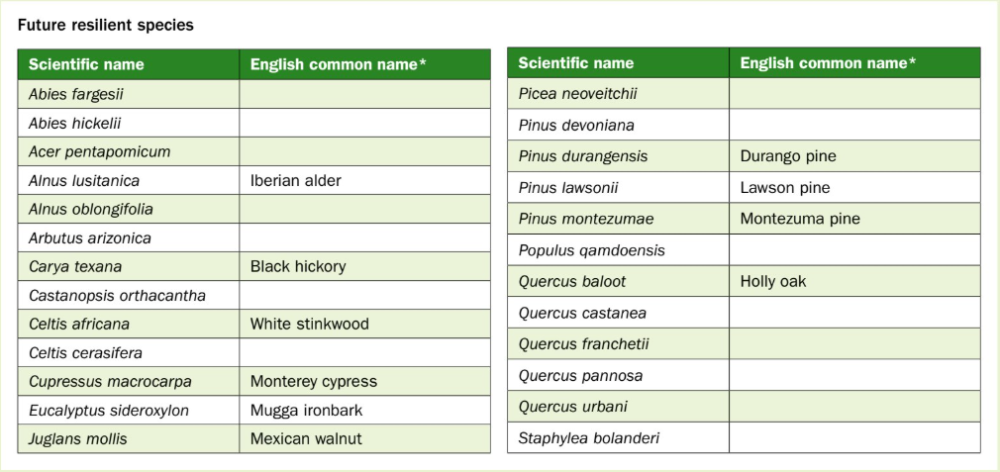 Future resilient species
Scientific name English common name*
Abies fargesii
Abies hickelii
Acer pentapomicum
Alnus lusitanica Iberian alder
Alnus oblongifolia
Arbutus arizonica
Carya texana Black hickory
Castanopsis orthacantha
Celtis africana White stinkwood
Celtis cerasifera
Cupressus macrocarpa Monterey cypress
Eucalyptus sideroxylon Mugga ironbark
Juglans mollis Mexican walnut
Scientific name English common name*
Picea neoveitchii
Pinus devoniana
Pinus durangensis Durango pine
Pinus lawsonii Lawson pine
Pinus montezumae Montezuma pine
Populus qamdoensis
Quercus baloot Holly oak
Quercus castanea
Quercus franchetii
Quercus pannosa
Quercus urbani
Staphylea bolanderi